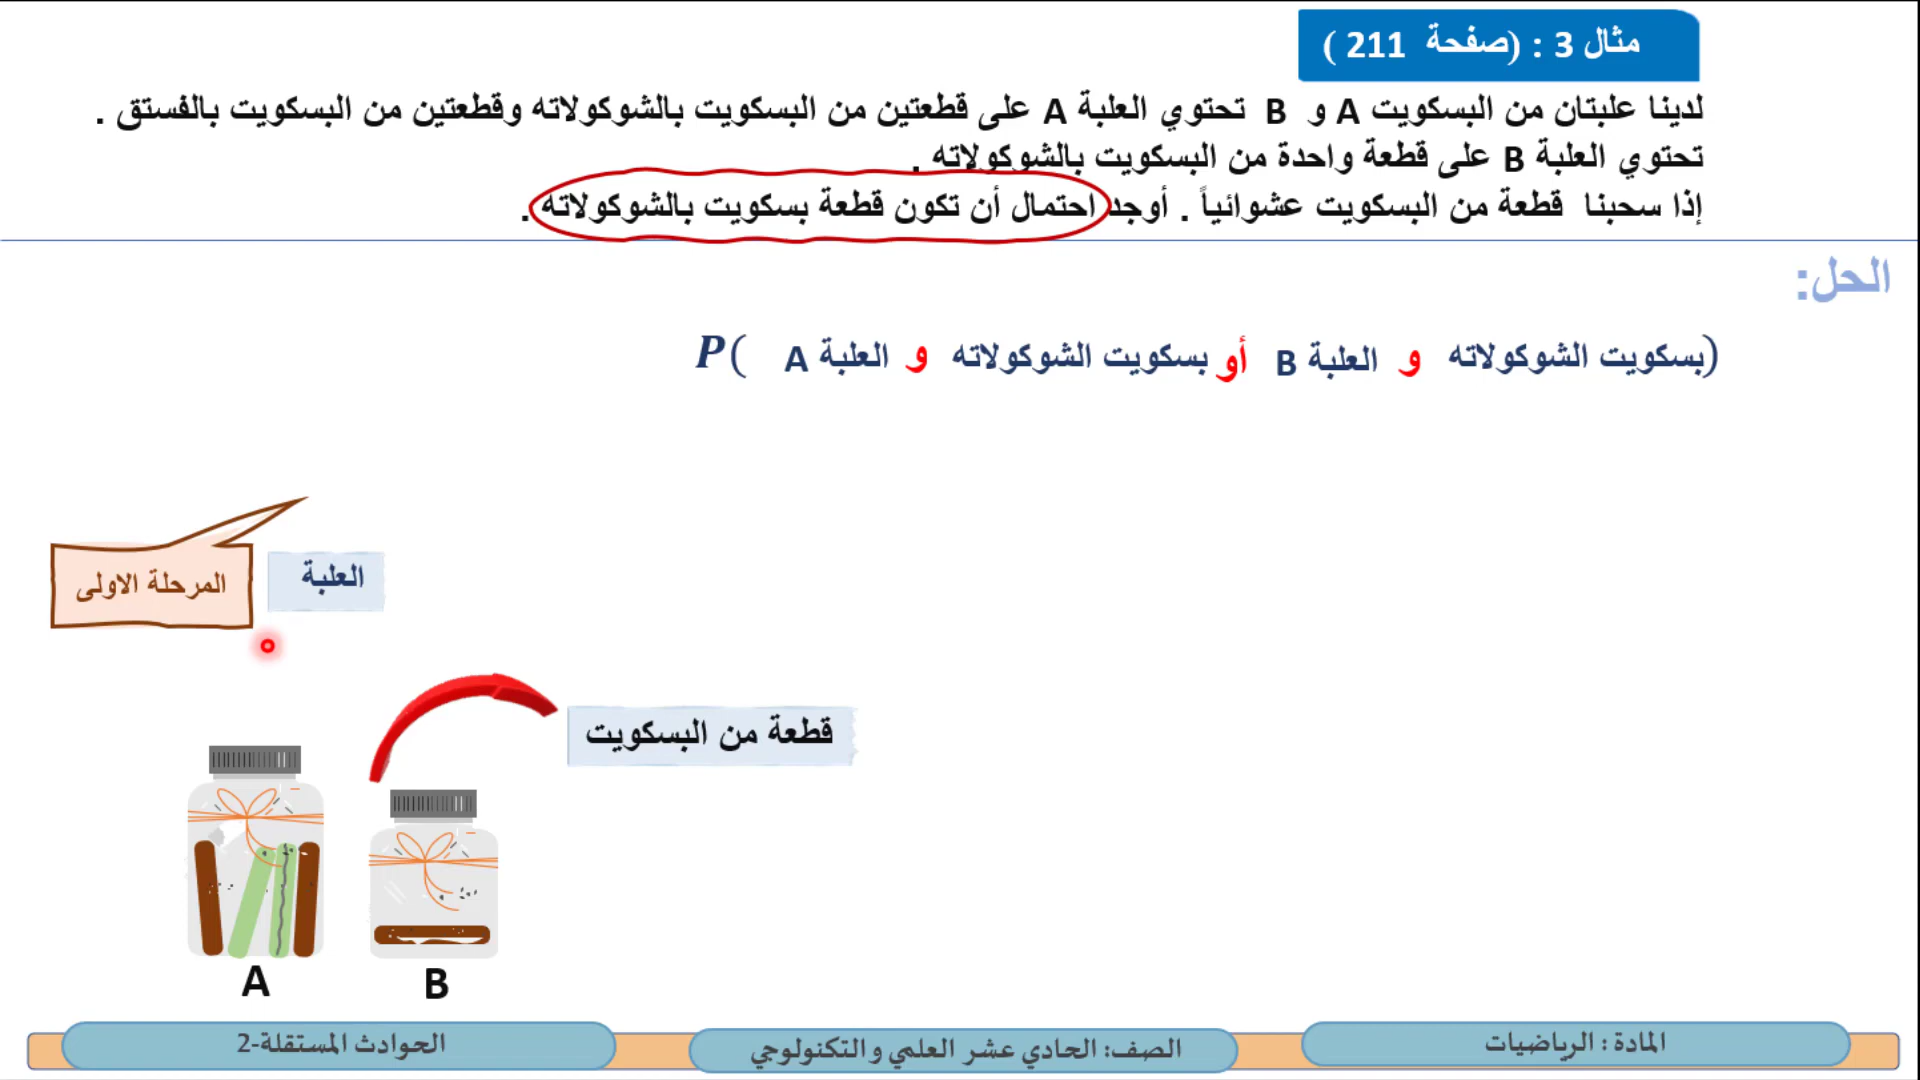 مثال 3 : (صفحة 211 )
لدينا علبتان من البسكويت A و B تحتوي العلبة A على قطعتين من البسكويت بالشوكولاته وقطعتين من البسكويت بالفستق .
تحتوي العلبة B على قطعة واحدة من البسكويت بالشوكولاته .
إذا سحبنا قطعة من البسكويت عشوائياً . أوجد احتمال أن تكون قطعة بسكويت بالشوكولاته .
الحل:
P( العلبة A و بسكويت الشوكولاته أو العلبة B و بسكويت الشوكولاته)
المرحلة الاولى
العلبة
قطعة من البسكويت
A
B
المادة : الرياضيات
الصف: الحادي عشر العلمي والتكنولوجي
الحوادث المستقلة-2